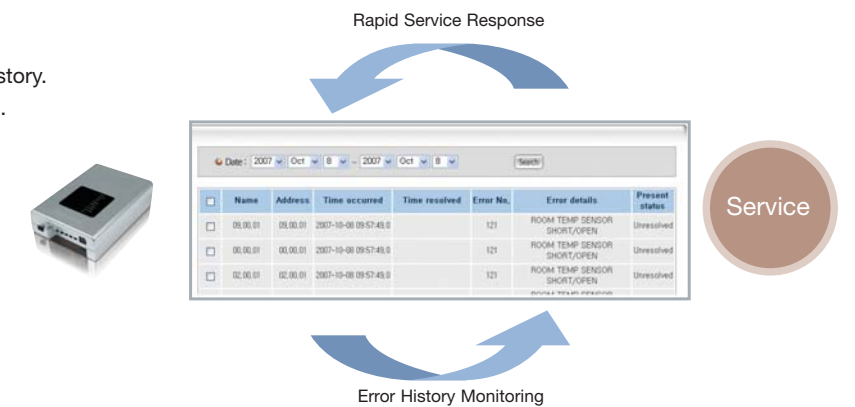 Rapid Service Response
story.
.
Date : 2007 Oct 8 ~ 2007 Oct 8 Search
Name Address Time occurred Time resolved Error No, Error details Present status
09,00,01 09,00,01 2007-10-08 09:57:49,0 121 ROOM TEMP SENSOR SHORT/OPEN Unresolved
00,00,01 00,00,01 2007-10-08 09:57:49,0 121 ROOM TEMP SENSOR SHORT/OPEN Unresolved
02,00,01 02,00,01 2007-10-08 09:57:49,0 121 ROOM TEMP SENSOR SHORT/OPEN Unresolved
ROOM TEMP SENSOR
Service
Error History Monitoring